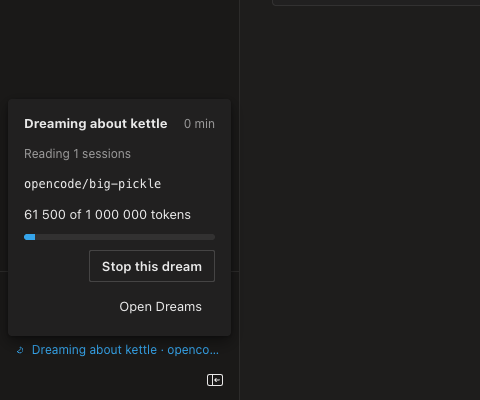 Dreaming about kettle 0 min
Reading 1 sessions
opencode/big-pickle
61 500 of 1 000 000 tokens
Stop this dream
Open Dreams
Dreaming about kettle · openco...